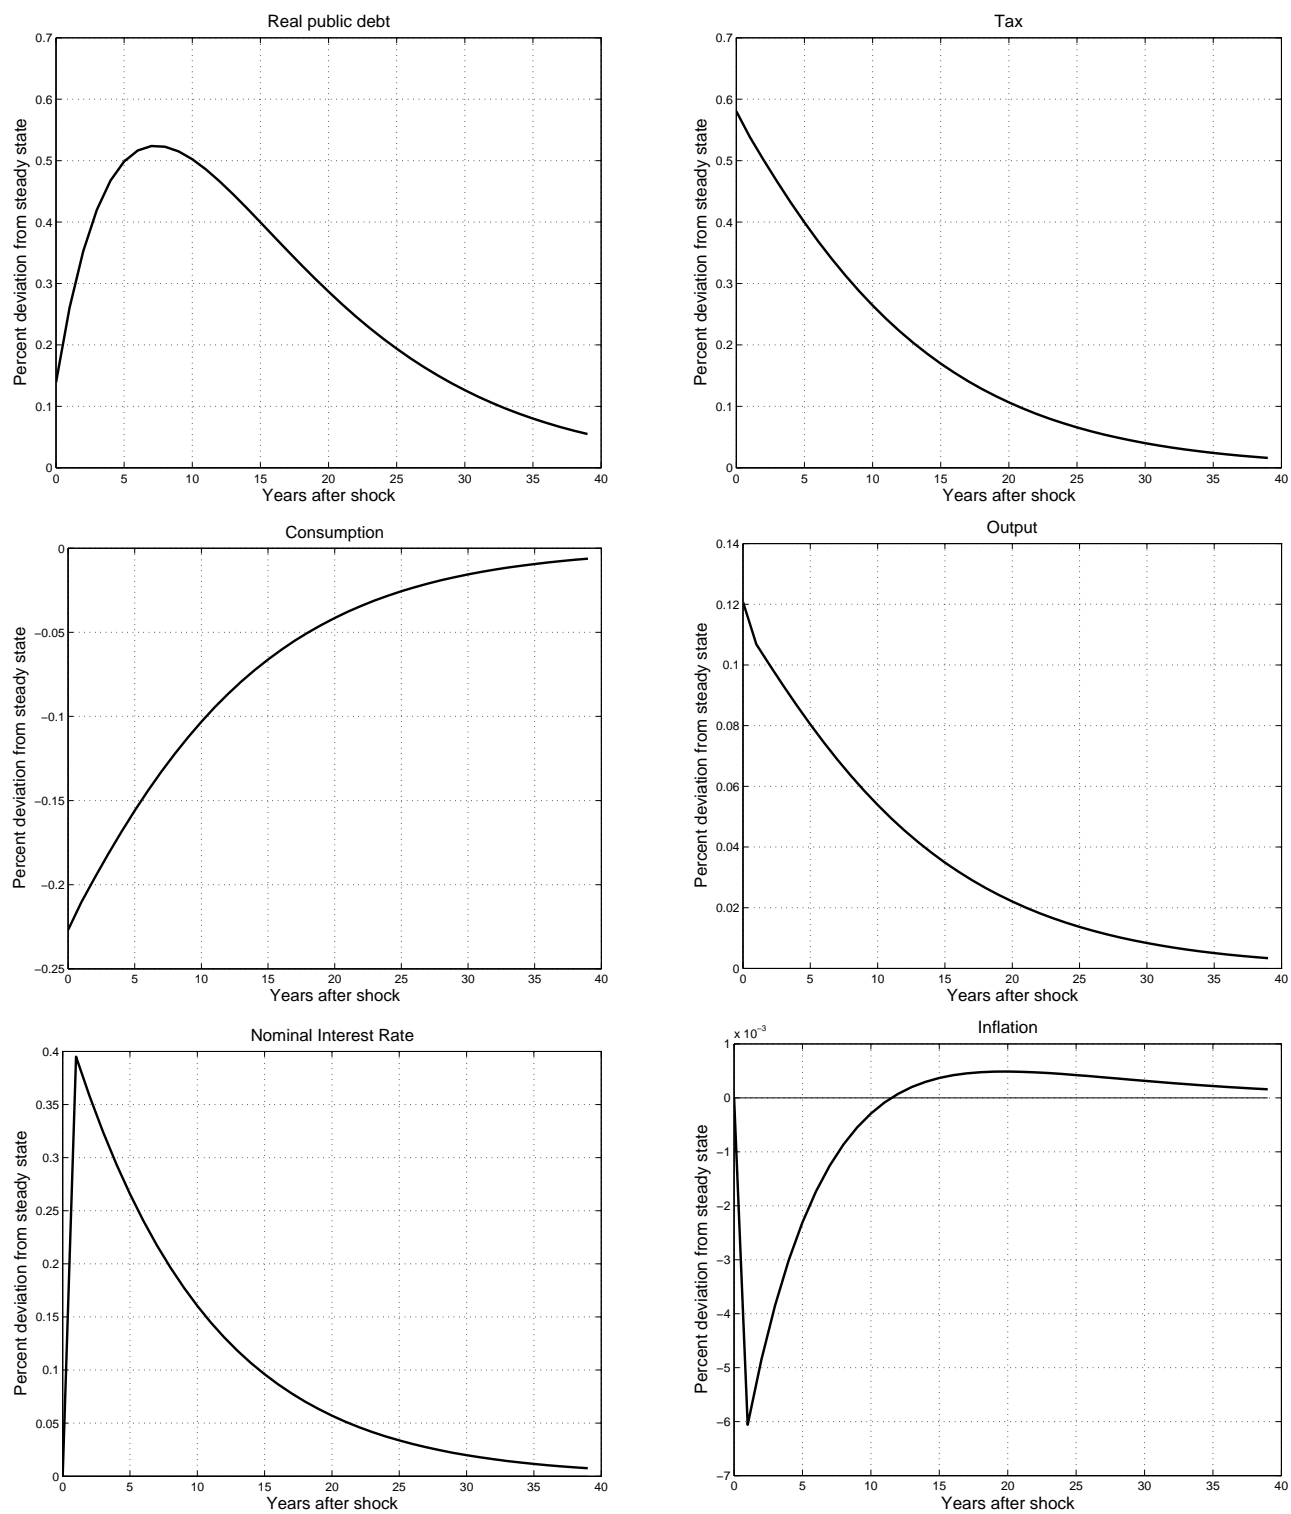 Real public debt
0.7
0.6
0.5
0.4
0.3
0.2
0.1
0
Percent deviation from steady state
0 5 10 15 20 25 30 35 40
Years after shock
Tax
0.7
0.6
0.5
0.4
0.3
0.2
0.1
0
Percent deviation from steady state
0 5 10 15 20 25 30 35 40
Years after shock
Consumption
0
−0.05
−0.1
−0.15
−0.2
−0.25
Percent deviation from steady state
0 5 10 15 20 25 30 35 40
Years after shock
Output
0.14
0.12
0.1
0.08
0.06
0.04
0.02
0
Percent deviation from steady state
0 5 10 15 20 25 30 35 40
Years after shock
Nominal Interest Rate
0.4
0.35
0.3
0.25
0.2
0.15
0.1
0.05
0
Percent deviation from steady state
0 5 10 15 20 25 30 35 40
Years after shock
Inflation
x 10⁻³
1
0
−1
−2
−3
−4
−5
−6
−7
Percent deviation from steady state
0 5 10 15 20 25 30 35 40
Years after shock